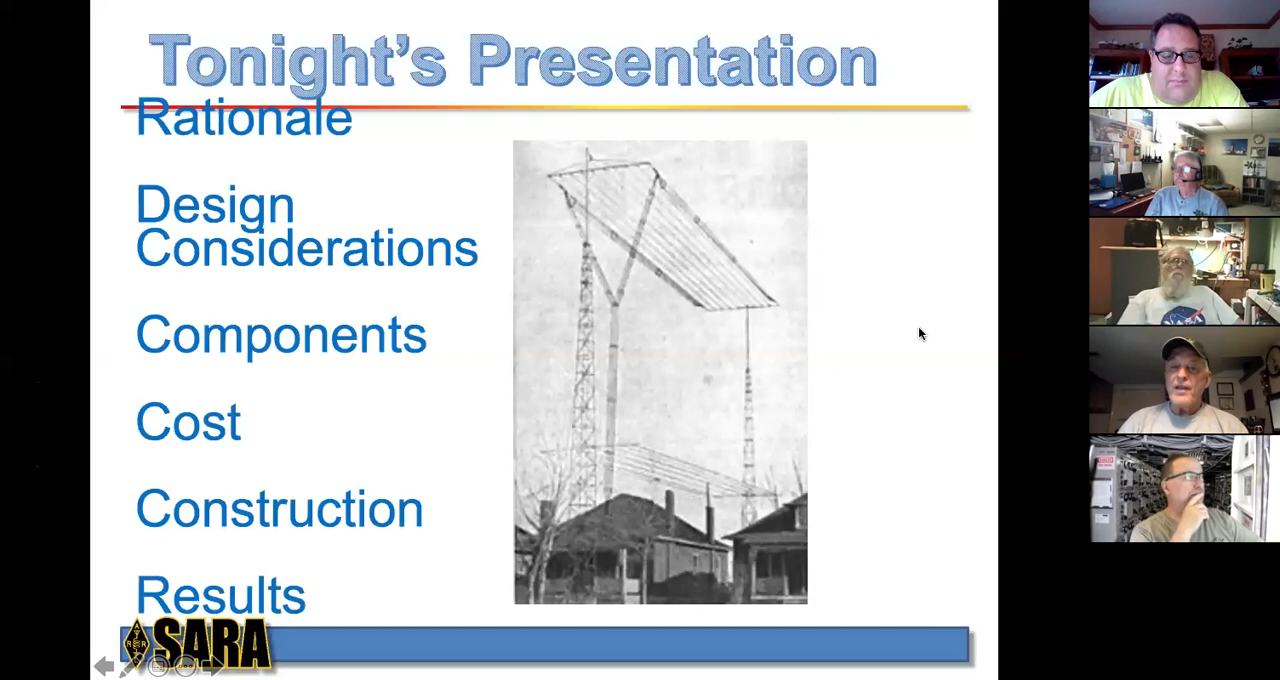 Tonight's Presentation
Rationale
Design
Considerations
Components
Cost
Construction
Results
SARA